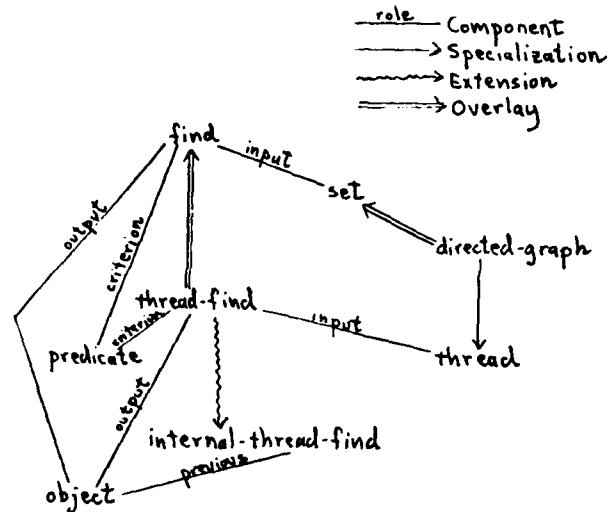 role Component
Specialization
Extension
Overlay
find
input
set
output
criterion
directed-graph
thread-find
criterion
input
predicate
thread
output
internal-thread-find
previous
object